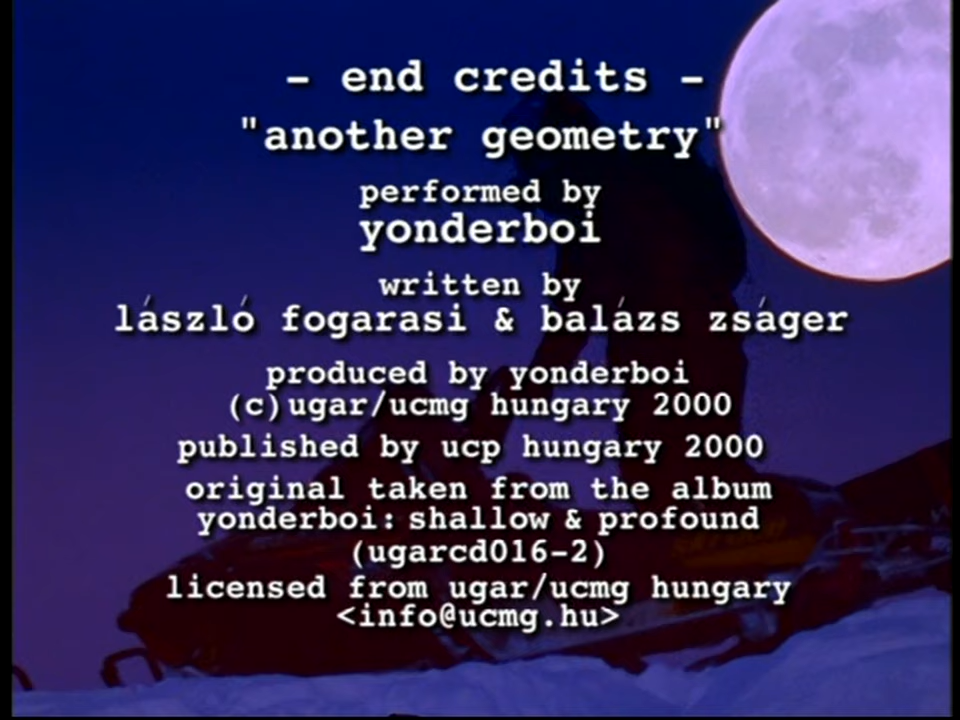 - end credits -
"another geometry"
performed by
yonderboi
written by
lászló fogarasi & balázs zságer
produced by yonderboi
(c)ugar/ucmg hungary 2000
published by ucp hungary 2000
original taken from the album
yonderboi: shallow & profound
(ugarcd016-2)
licensed from ugar/ucmg hungary
<info@ucmg.hu>